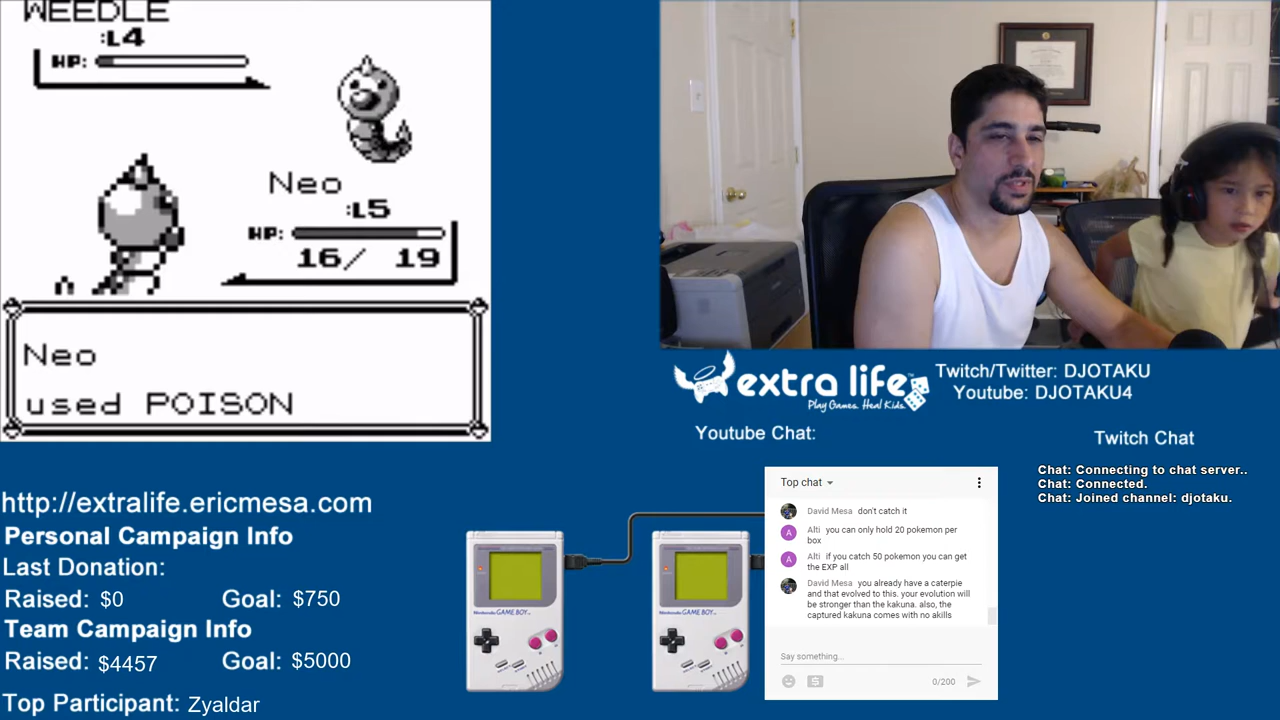 WEEDLE
:L4
HP:
Neo
:L5
HP:
16/ 19
Neo
used POISON
extra life
Play Games. Heal Kids.
Twitch/Twitter: DJOTAKU
Youtube: DJOTAKU4
Youtube Chat:
Twitch Chat
Chat: Connecting to chat server..
Chat: Connected.
Chat: Joined channel: djotaku.
Top chat
David Mesa don't catch it
A Alti you can only hold 20 pokemon per
box
A Alti if you catch 50 pokemon you can get
the EXP all
David Mesa you already have a caterpie
and that evolved to this. your evolution will
be stronger than the kakuna. also, the
captured kakuna comes with no akills
Say something...
0/200
http://extralife.ericmesa.com
Personal Campaign Info
Last Donation:
Raised: $0 Goal: $750
Team Campaign Info
Raised: $4457 Goal: $5000
Top Participant: Zyaldar
Nintendo GAME BOY
Nintendo GAME BOY